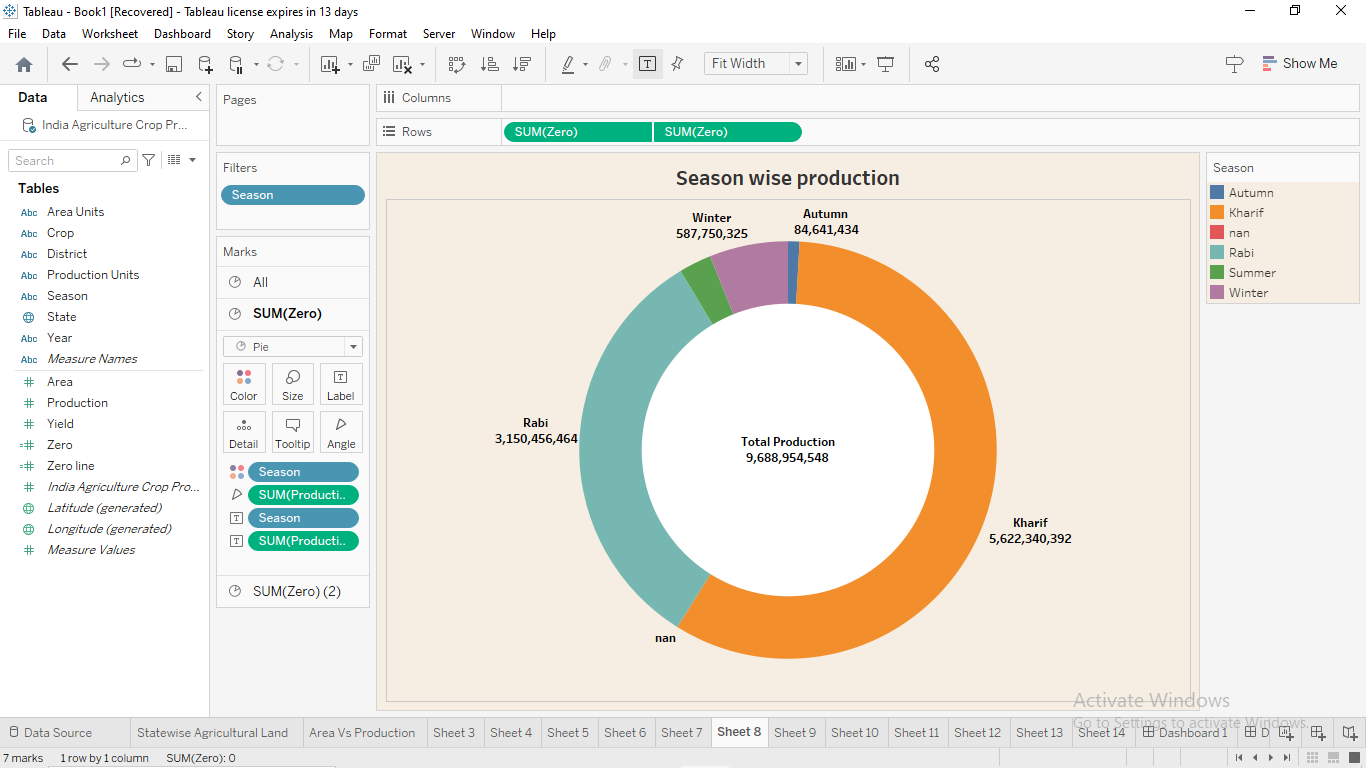 Tableau - Book1 [Recovered] - Tableau license expires in 13 days
File Data Worksheet Dashboard Story Analysis Map Format Server Window Help
Fit Width
Show Me
Data Analytics
India Agriculture Crop Pr...
Search
Tables
Abc Area Units
Abc Crop
Abc District
Abc Production Units
Abc Season
State
Abc Year
Abc Measure Names
Area
Production
Yield
Zero
Zero line
India Agriculture Crop Pro...
Latitude (generated)
Longitude (generated)
Measure Values
Pages
Filters
Season
Marks
All
SUM(Zero)
Pie
Color Size Label
Detail Tooltip Angle
Season
SUM(Producti..
Season
SUM(Producti..
SUM(Zero) (2)
Columns
Rows SUM(Zero) SUM(Zero)
Season wise production
Winter
587,750,325
Autumn
84,641,434
Rabi
3,150,456,464
Total Production
9,688,954,548
Kharif
5,622,340,392
nan
Season
Autumn
Kharif
nan
Rabi
Summer
Winter
Activate Windows
Go to Settings to activate Windows.
Data Source Statewise Agricultural Land Area Vs Production Sheet 3 Sheet 4 Sheet 5 Sheet 6 Sheet 7 Sheet 8 Sheet 9 Sheet 10 Sheet 11 Sheet 12 Sheet 13 Sheet 14 Dashboard 1 D
7 marks 1 row by 1 column SUM(Zero): 0